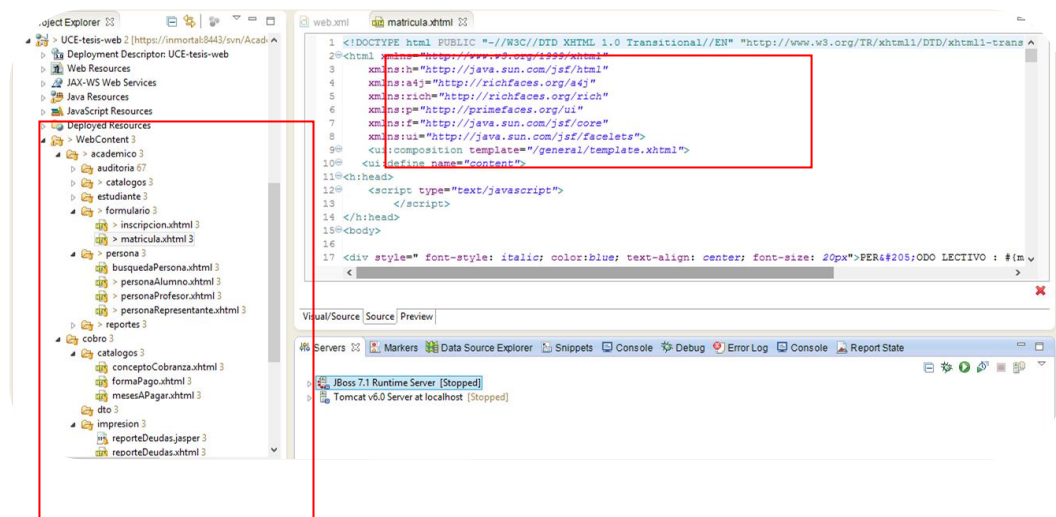 oject Explorer
> UCE-tesis-web 2 [https://inmortal:8443/svn/Acade
Deployment Descriptor: UCE-tesis-web
Web Resources
JAX-WS Web Services
Java Resources
JavaScript Resources
Deployed Resources
> WebContent 3
> academico 3
auditoria 67
> catalogos 3
estudiante 3
> formulario 3
> inscripcion.xhtml 3
> matricula.xhtml 3
> persona 3
busquedaPersona.xhtml 3
> personaAlumno.xhtml 3
> personaProfesor.xhtml 3
> personaRepresentante.xhtml 3
> reportes 3
cobro 3
catalogos 3
conceptoCobranza.xhtml 3
formaPago.xhtml 3
mesesAPagar.xhtml 3
dto 3
impresion 3
reporteDeudas.jasper 3
reporteDeudas.xhtml 3
web.xml matricula.xhtml
1 <!DOCTYPE html PUBLIC "-//W3C//DTD XHTML 1.0 Transitional//EN" "http://www.w3.org/TR/xhtml1/DTD/xhtml1-trans
2 <html xmlns="http://www.w3.org/1999/xhtml"
3 xmlns:h="http://java.sun.com/jsf/html"
4 xmlns:a4j="http://richfaces.org/a4j"
5 xmlns:rich="http://richfaces.org/rich"
6 xmlns:p="http://primefaces.org/ui"
7 xmlns:f="http://java.sun.com/jsf/core"
8 xmlns:ui="http://java.sun.com/jsf/facelets">
9 <ui:composition template="/general/template.xhtml">
10 <ui:define name="content">
11 <h:head>
12 <script type="text/javascript">
13 </script>
14 </h:head>
15 <body>
16
17 <div style=" font-style: italic; color:blue; text-align: center; font-size: 20px">PER&#205;ODO LECTIVO : #{m
Visual/Source Source Preview
Servers Markers Data Source Explorer Snippets Console Debug Error Log Console Report State
JBoss 7.1 Runtime Server [Stopped]
Tomcat v6.0 Server at localhost [Stopped]